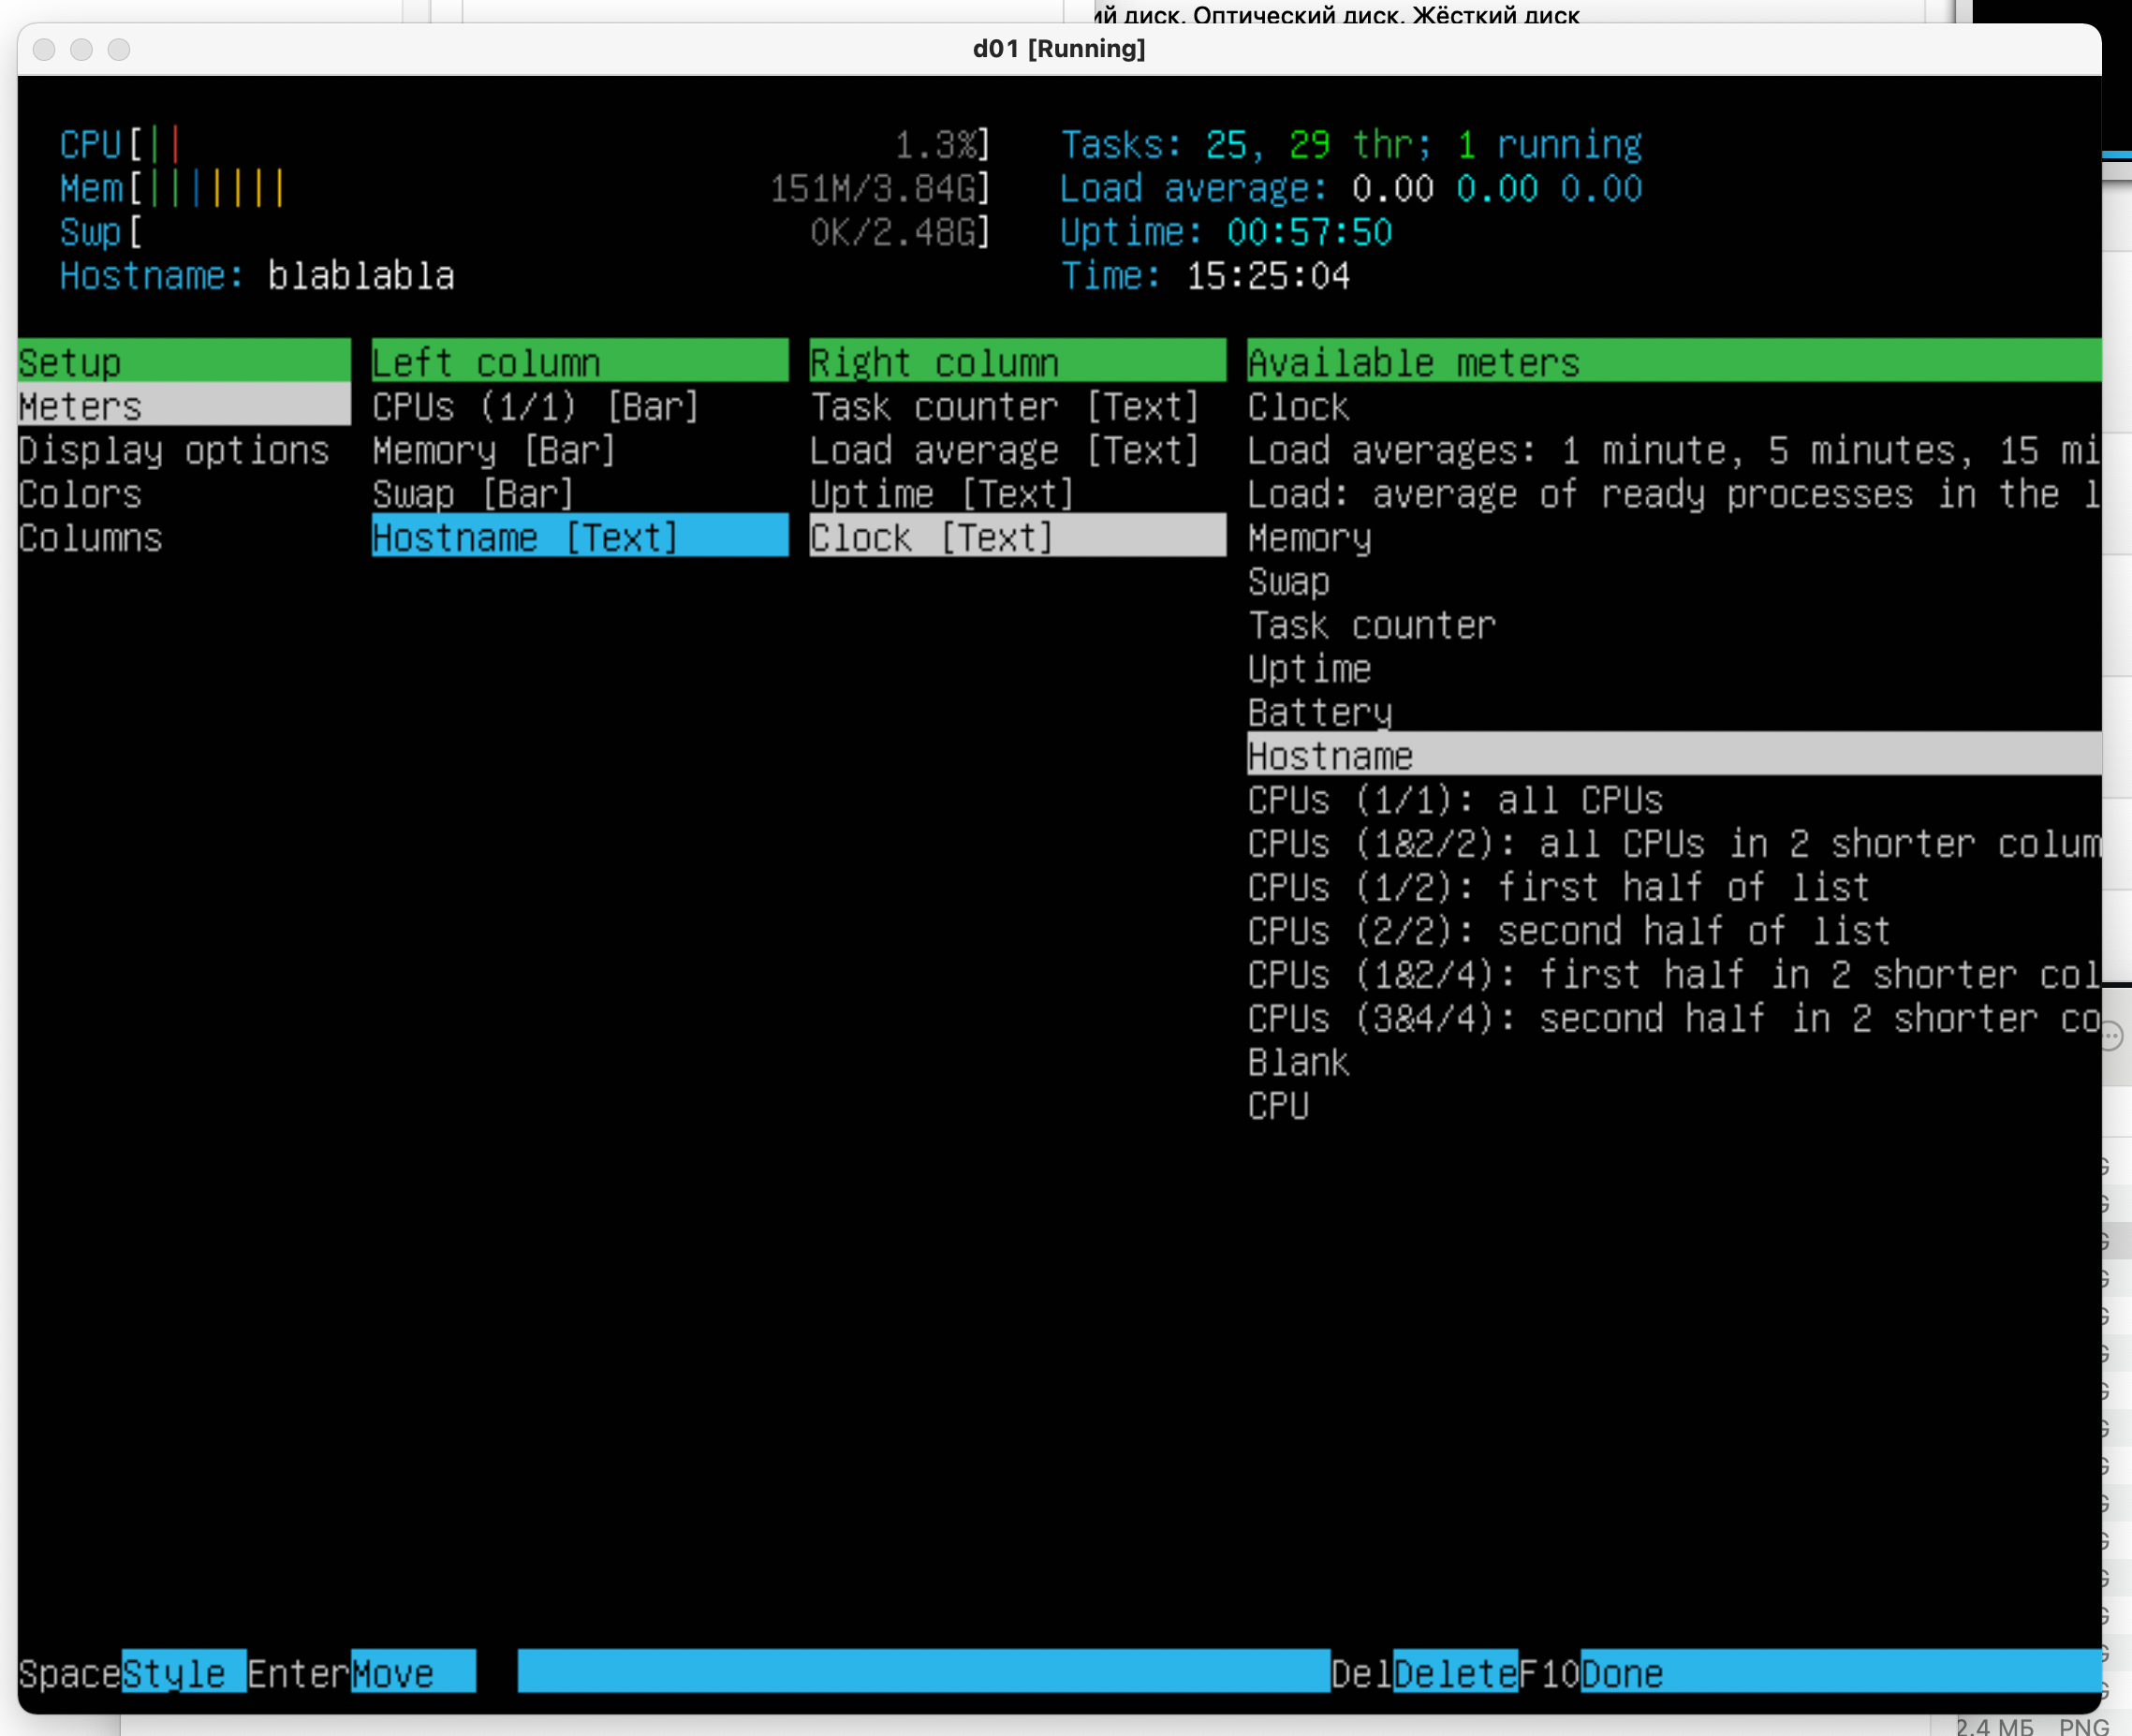 ий диск, Оптический диск, Жёсткий диск
d01 [Running]
CPU[|| 1.3%] Tasks: 25, 29 thr; 1 running
Mem[||||||| 151M/3.84G] Load average: 0.00 0.00 0.00
Swp[ 0K/2.48G] Uptime: 00:57:50
Hostname: blablabla Time: 15:25:04
Setup Left column Right column Available meters
Meters CPUs (1/1) [Bar] Task counter [Text] Clock
Display options Memory [Bar] Load average [Text] Load averages: 1 minute, 5 minutes, 15 mi
Colors Swap [Bar] Uptime [Text] Load: average of ready processes in the l
Columns Hostname [Text] Clock [Text] Memory
Swap
Task counter
Uptime
Battery
Hostname
CPUs (1/1): all CPUs
CPUs (1&2/2): all CPUs in 2 shorter colum
CPUs (1/2): first half of list
CPUs (2/2): second half of list
CPUs (1&2/4): first half in 2 shorter col
CPUs (3&4/4): second half in 2 shorter co
Blank
CPU
SpaceStyle EnterMove DelDeleteF10Done
2.4 МБ PNG